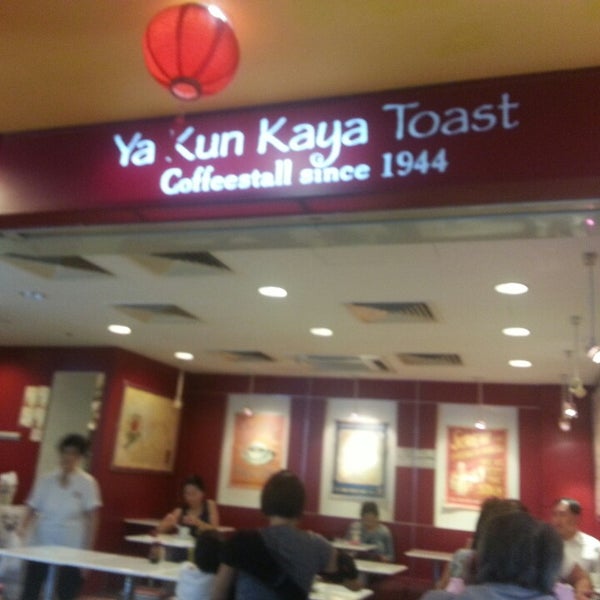 Ya Kun Kaya Toast
Coffeestall since 1944